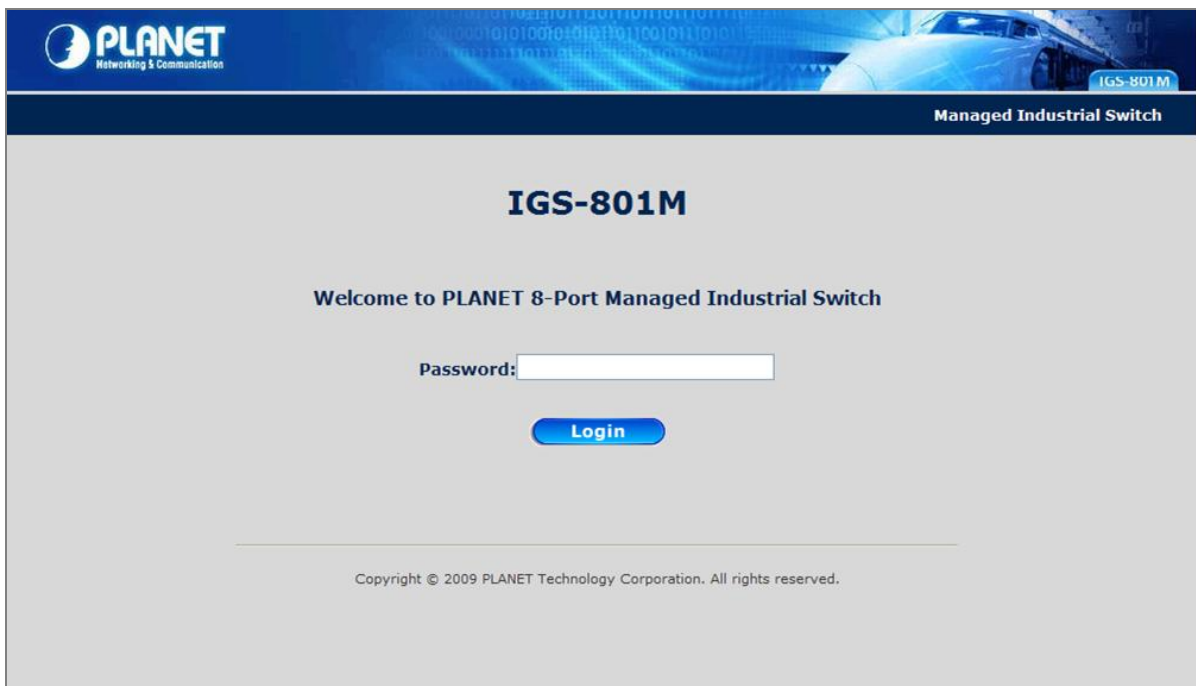 PLANET
Networking & Communication
IGS-801M
Managed Industrial Switch
IGS-801M
Welcome to PLANET 8-Port Managed Industrial Switch
Password:
Login
Copyright © 2009 PLANET Technology Corporation. All rights reserved.